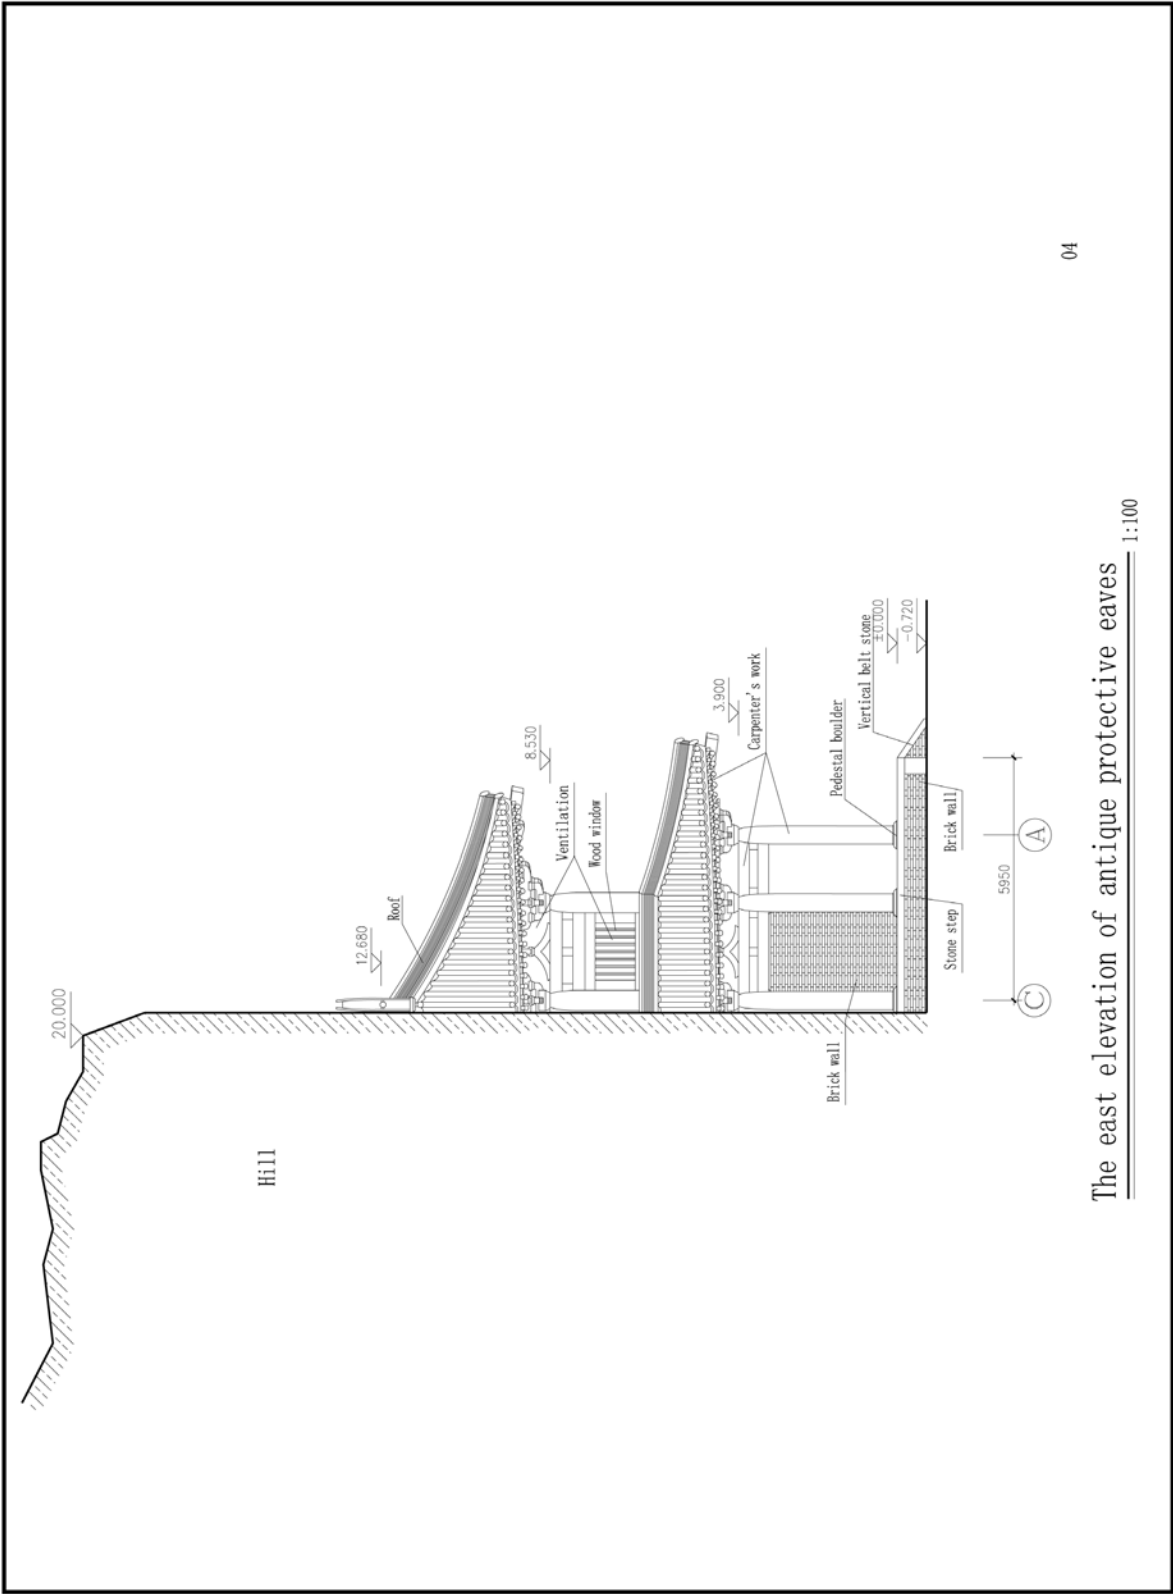 20.000
Hill
12.680
Roof
8.530
Ventilation
Wood window
3.900
Carpenter's work
Brick wall
Pedestal boulder
Vertical belt stone
±0.000
-0.720
Stone step
Brick wall
5950
C
A
04
The east elevation of antique protective eaves
1:100